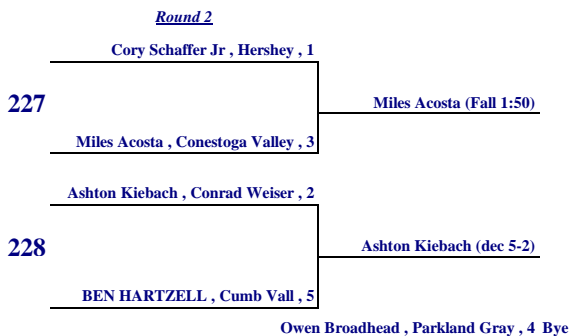 Round 2
Cory Schaffer Jr , Hershey , 1
227
Miles Acosta (Fall 1:50)
Miles Acosta , Conestoga Valley , 3
Ashton Kiebach , Conrad Weiser , 2
228
Ashton Kiebach (dec 5-2)
BEN HARTZELL , Cumb Vall , 5
Owen Broadhead , Parkland Gray , 4 Bye